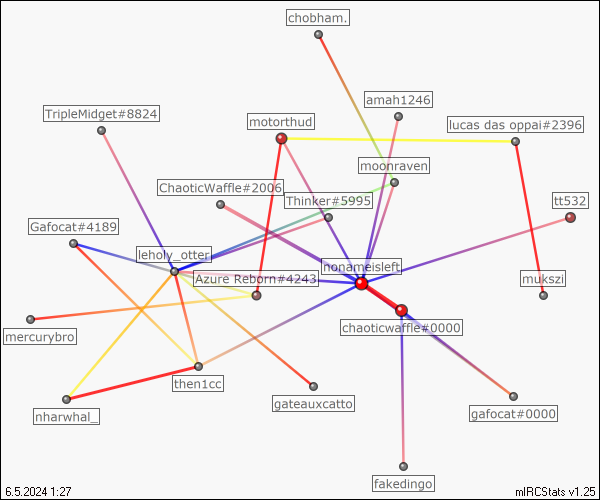 chobham.
TripleMidget#8824
amah1246
motorthud
lucas das oppai#2396
moonraven
ChaoticWaffle#2006
Thinker#5995
tt532
Gafocat#4189
leholy_otter
nonameisleft
Azure Reborn#4243
mukszi
mercurybro
chaoticwaffle#0000
then1cc
gateauxcatto
nharwhal_
gafocat#0000
fakedingo
6.5.2024 1:27
mIRCStats v1.25